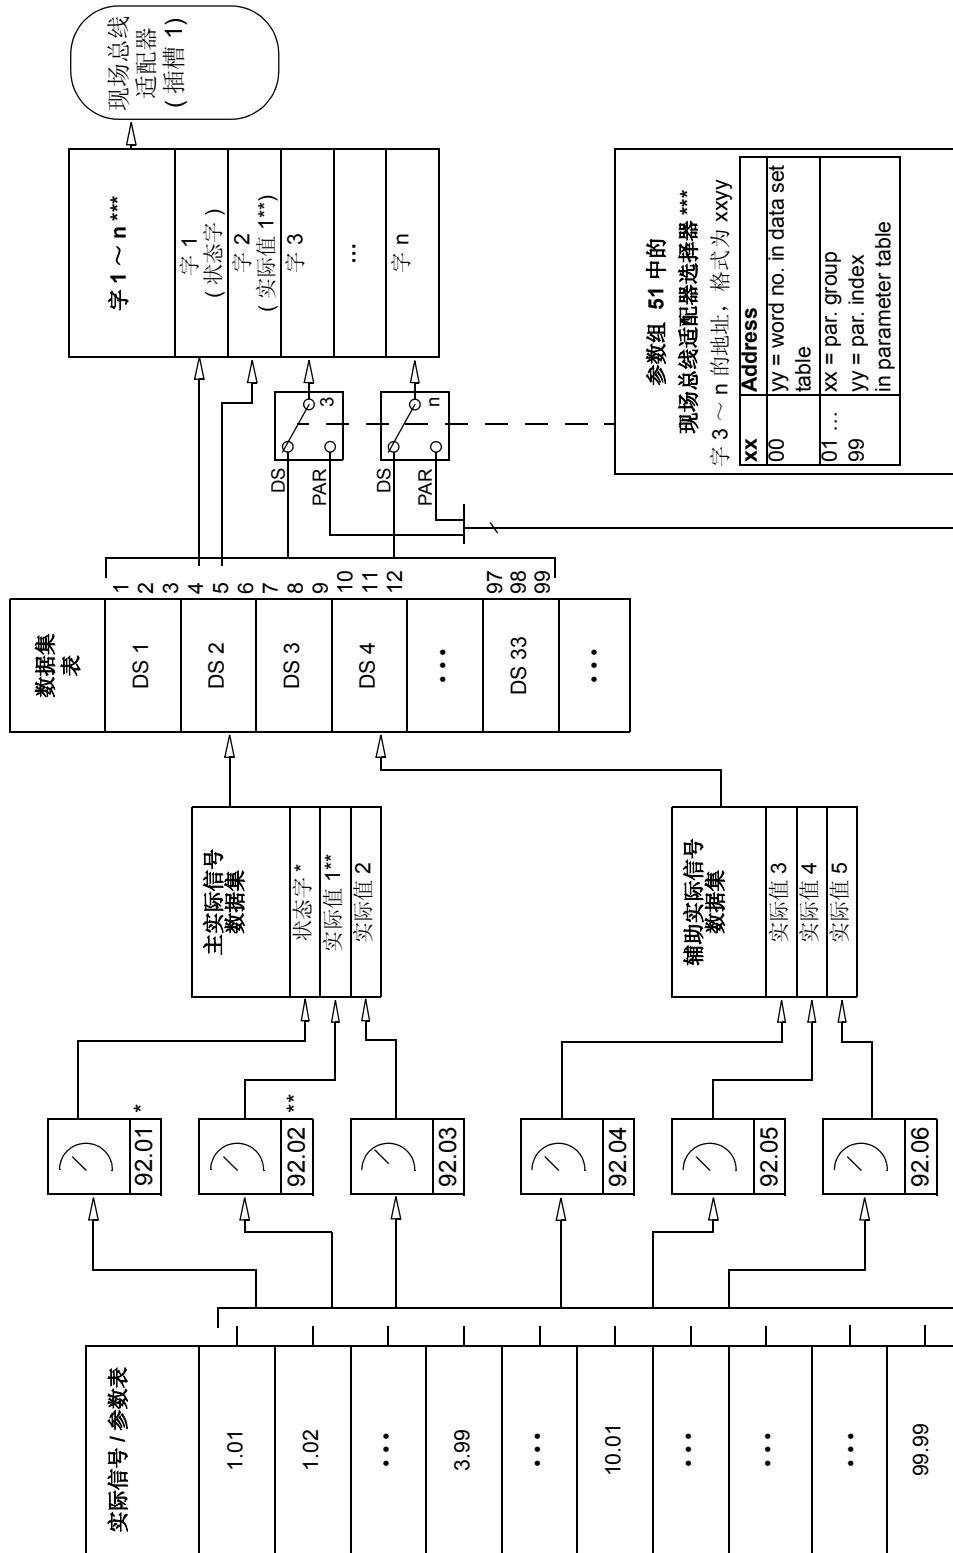 现场总线
适配器
( 插槽 1)
字 1 ～ n ***
字 1
( 状态字 )
字 2
( 实际值 1**)
字 3
...
字 n
DS
PAR
3
DS
PAR
n
参数组 51 中的
现场总线适配器选择器 ***
字 3 ～ n 的地址，格式为 xxyy
xx Address
00 yy = word no. in data set
table
01 … xx = par. group
99 yy = par. index
in parameter table
数据集
表
DS 1
DS 2
DS 3
DS 4
• • •
DS 33
• • •
1
2
3
4
5
6
7
8
9
10
11
12
97
98
99
主实际信号
数据集
状态字 *
实际值 1**
实际值 2
辅助实际信号
数据集
实际值 3
实际值 4
实际值 5
92.01 *
92.02 **
92.03
92.04
92.05
92.06
实际信号 / 参数表
1.01
1.02
• • •
3.99
• • •
10.01
• • •
• • •
• • •
99.99